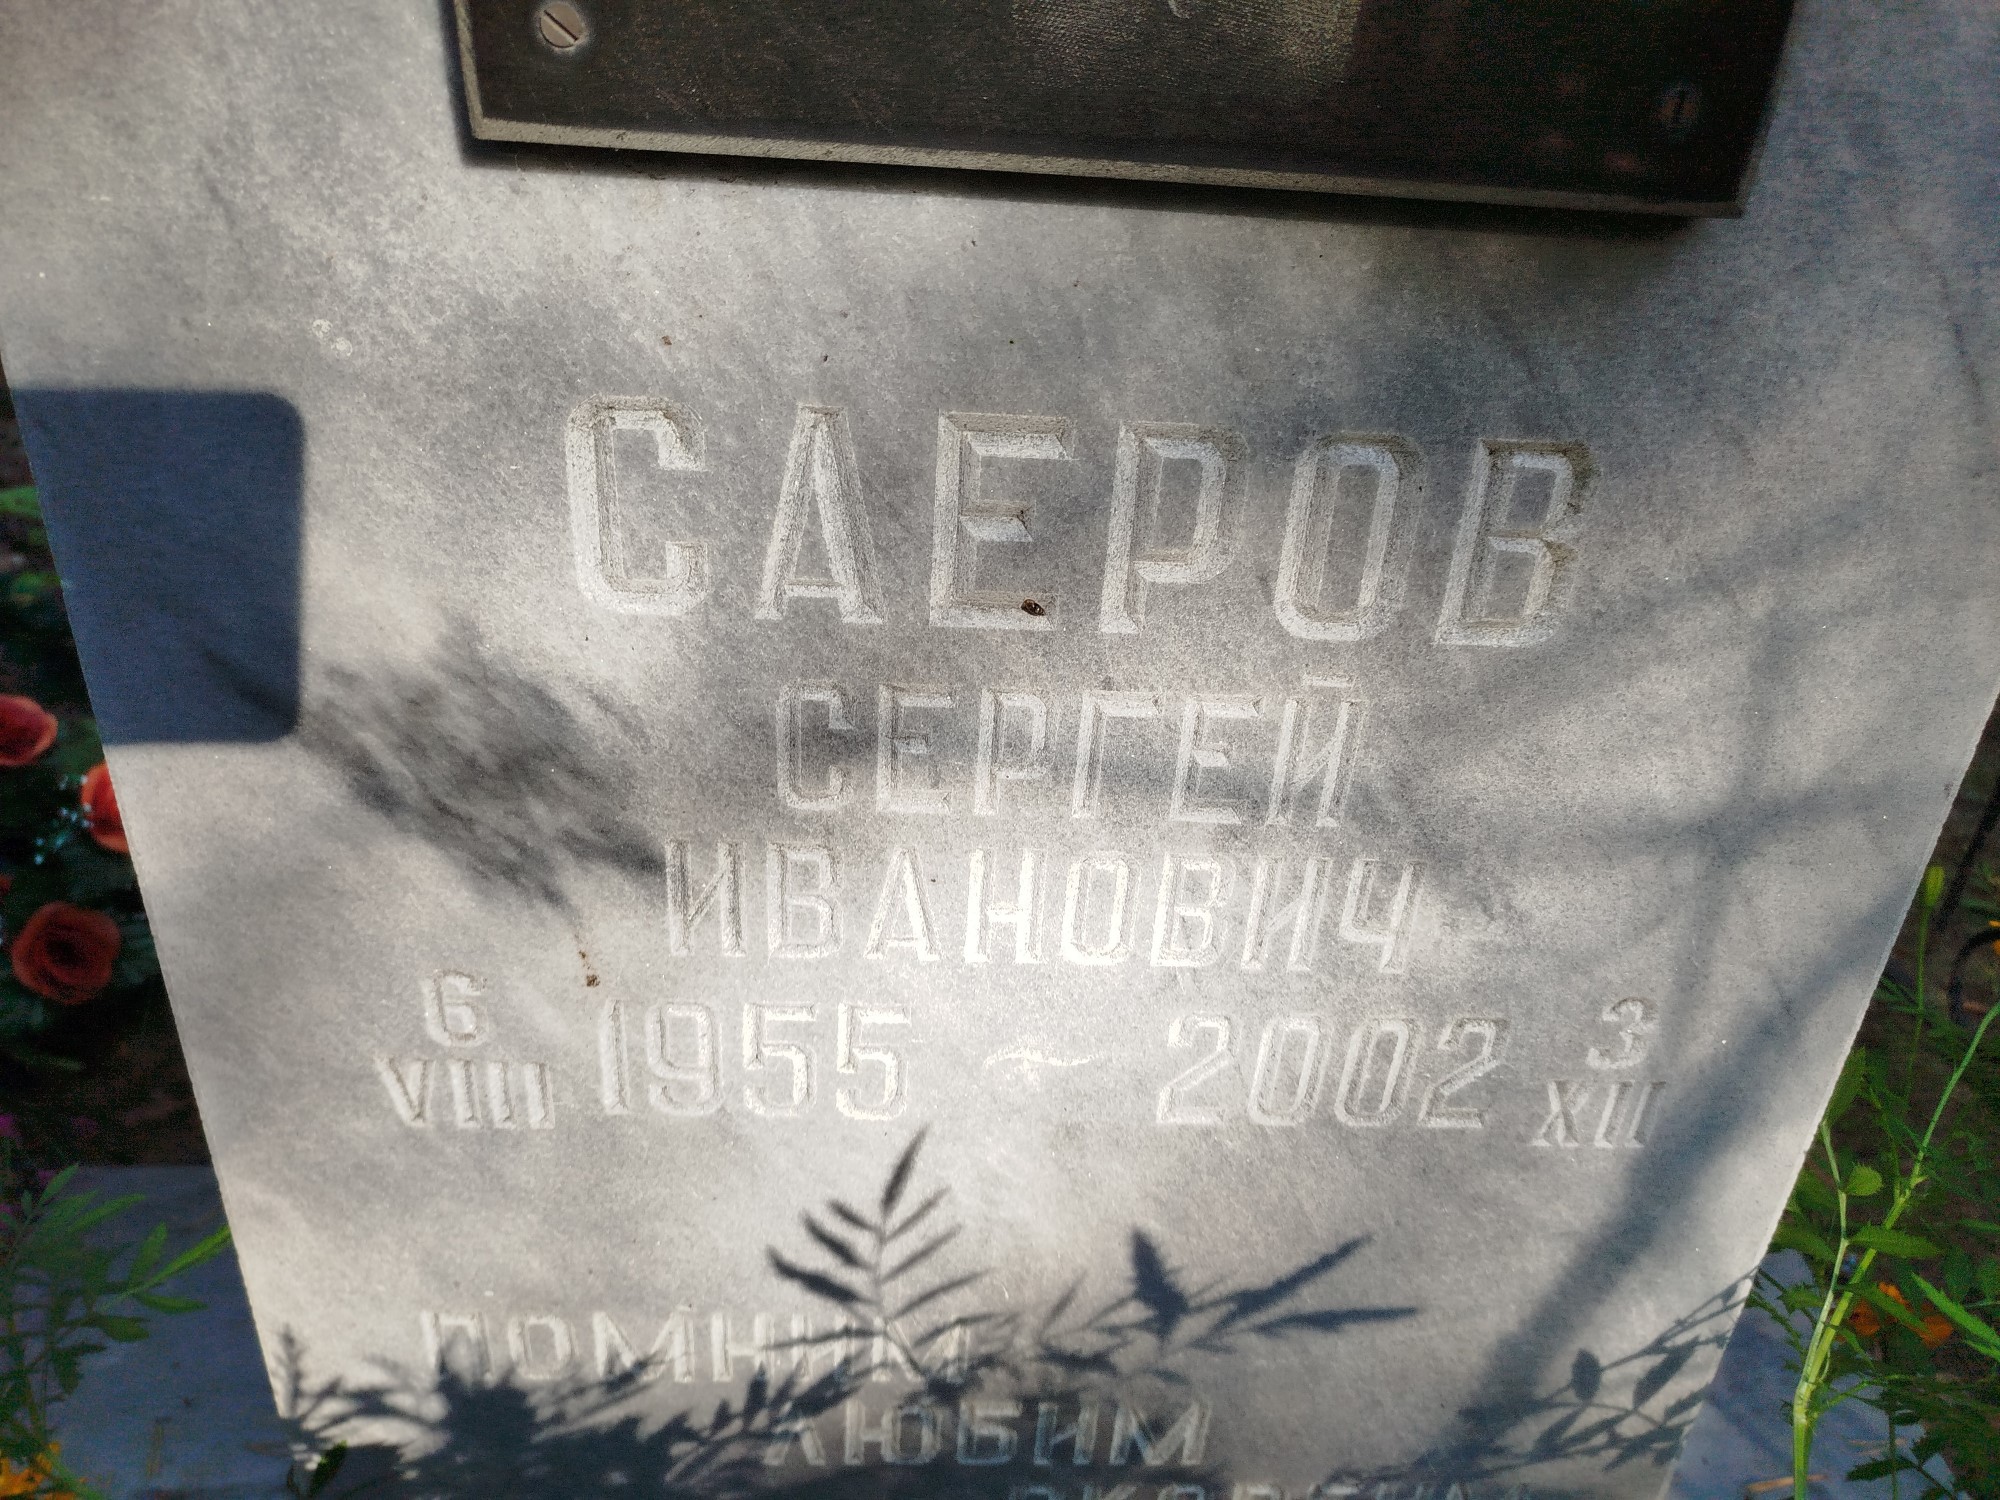 САЕРОВ
СЕРГЕЙ
ИВАНОВИЧ
6 VIII 1955 ~ 2002 3 XII
ПОМНИМ
ЛЮБИМ